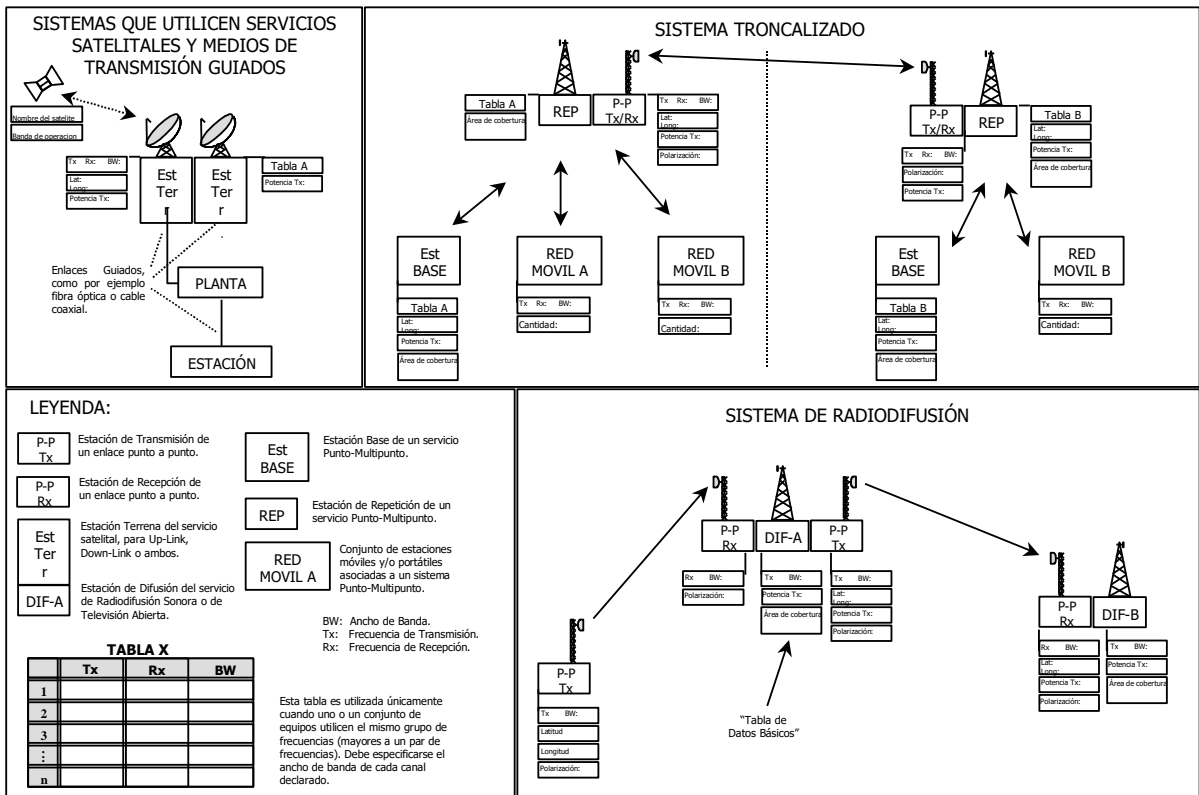 SISTEMAS QUE UTILICEN SERVICIOS
SATELITALES Y MEDIOS DE
TRANSMISIÓN GUIADOS
Nombre del satelite
Banda de operacion
Tx Rx: BW:
Lat:
Long:
Potencia Tx:
Est
Ter
r
Est
Ter
r
Tabla A
Potencia Tx:
Enlaces Guiados,
como por ejemplo
fibra óptica o cable
coaxial.
PLANTA
ESTACIÓN
SISTEMA TRONCALIZADO
Tabla A
Área de cobertura
REP
P-P
Tx/Rx
Tx Rx: BW:
Lat:
Long:
Potencia Tx:
Polarización:
P-P
Tx/Rx
REP
Tx Rx: BW:
Polarización:
Potencia Tx:
Tabla B
Lat:
Long:
Potencia Tx:
Área de cobertura
Est
BASE
Tabla A
Lat:
Long:
Potencia Tx:
Área de cobertura
RED
MOVIL A
Tx Rx: BW:
Cantidad:
RED
MOVIL B
Tx Rx: BW:
Cantidad:
Est
BASE
Tabla B
Lat:
Long:
Potencia Tx:
Área de cobertura
RED
MOVIL B
Tx Rx: BW:
Cantidad:
LEYENDA:
P-P
Tx
Estación de Transmisión de
un enlace punto a punto.
P-P
Rx
Estación de Recepción de
un enlace punto a punto.
Est
Ter
r
Estación Terrena del servicio
satelital, para Up-Link,
Down-Link o ambos.
DIF-A
Estación de Difusión del servicio
de Radiodifusión Sonora o de
Televisión Abierta.
Est
BASE
Estación Base de un servicio
Punto-Multipunto.
REP
Estación de Repetición de un
servicio Punto-Multipunto.
RED
MOVIL A
Conjunto de estaciones
móviles y/o portátiles
asociadas a un sistema
Punto-Multipunto.
BW: Ancho de Banda.
Tx: Frecuencia de Transmisión.
Rx: Frecuencia de Recepción.
TABLA X
Tx Rx BW
1
2
3
⋮
n
Esta tabla es utilizada únicamente
cuando uno o un conjunto de
equipos utilicen el mismo grupo de
frecuencias (mayores a un par de
frecuencias). Debe especificarse el
ancho de banda de cada canal
declarado.
SISTEMA DE RADIODIFUSIÓN
P-P
Tx
Tx BW:
Latitud
Longitud
Polarización:
P-P
Rx
DIF-A
P-P
Tx
Rx BW:
Polarización:
Tx BW:
Potencia Tx:
Área de cobertura
Tx BW:
Lat:
Long:
Potencia Tx:
Polarización:
"Tabla de
Datos Básicos"
P-P
Rx
DIF-B
Rx BW:
Lat:
Long:
Potencia Tx:
Polarización:
Tx BW:
Potencia Tx:
Área de cobertura